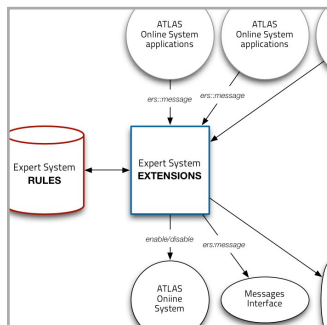 ATLAS
Online System
applications
ATLAS
Online System
applications
ers::message
ers::message
Expert System
RULES
Expert System
EXTENSIONS
enable/disable
ers:message
ATLAS
Oniine
System
Messages
Interface